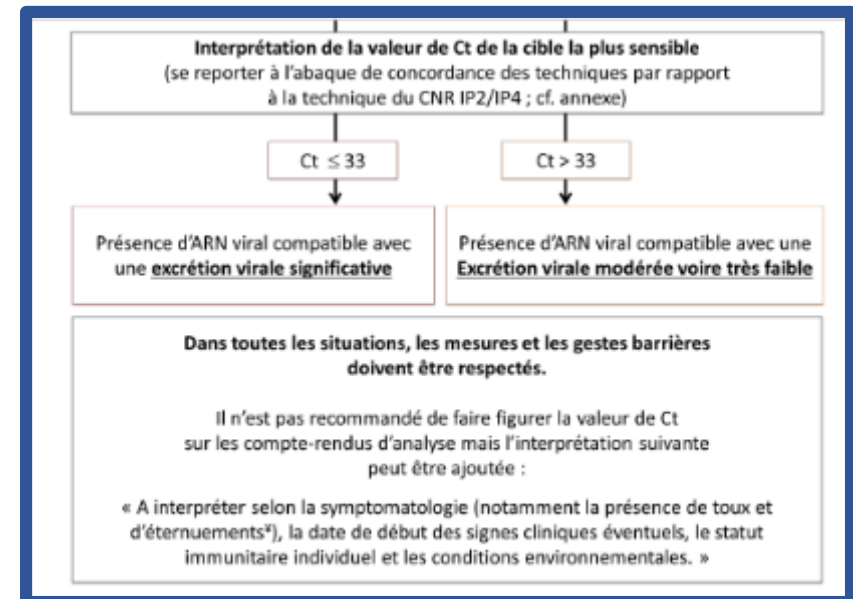 Interprétation de la valeur de Ct de la cible la plus sensible
(se reporter à l'abaque de concordance des techniques par rapport
à la technique du CNR IP2/IP4 ; cf. annexe)
Ct ≤ 33
Ct > 33
Présence d'ARN viral compatible avec
une excrétion virale significative
Présence d'ARN viral compatible avec une
Excrétion virale modérée voire très faible
Dans toutes les situations, les mesures et les gestes barrières
doivent être respectés.
Il n'est pas recommandé de faire figurer la valeur de Ct
sur les compte-rendus d'analyse mais l'interprétation suivante
peut être ajoutée :
« A interpréter selon la symptomatologie (notamment la présence de toux et
d'éternuements¥), la date de début des signes cliniques éventuels, le statut
immunitaire individuel et les conditions environnementales. »